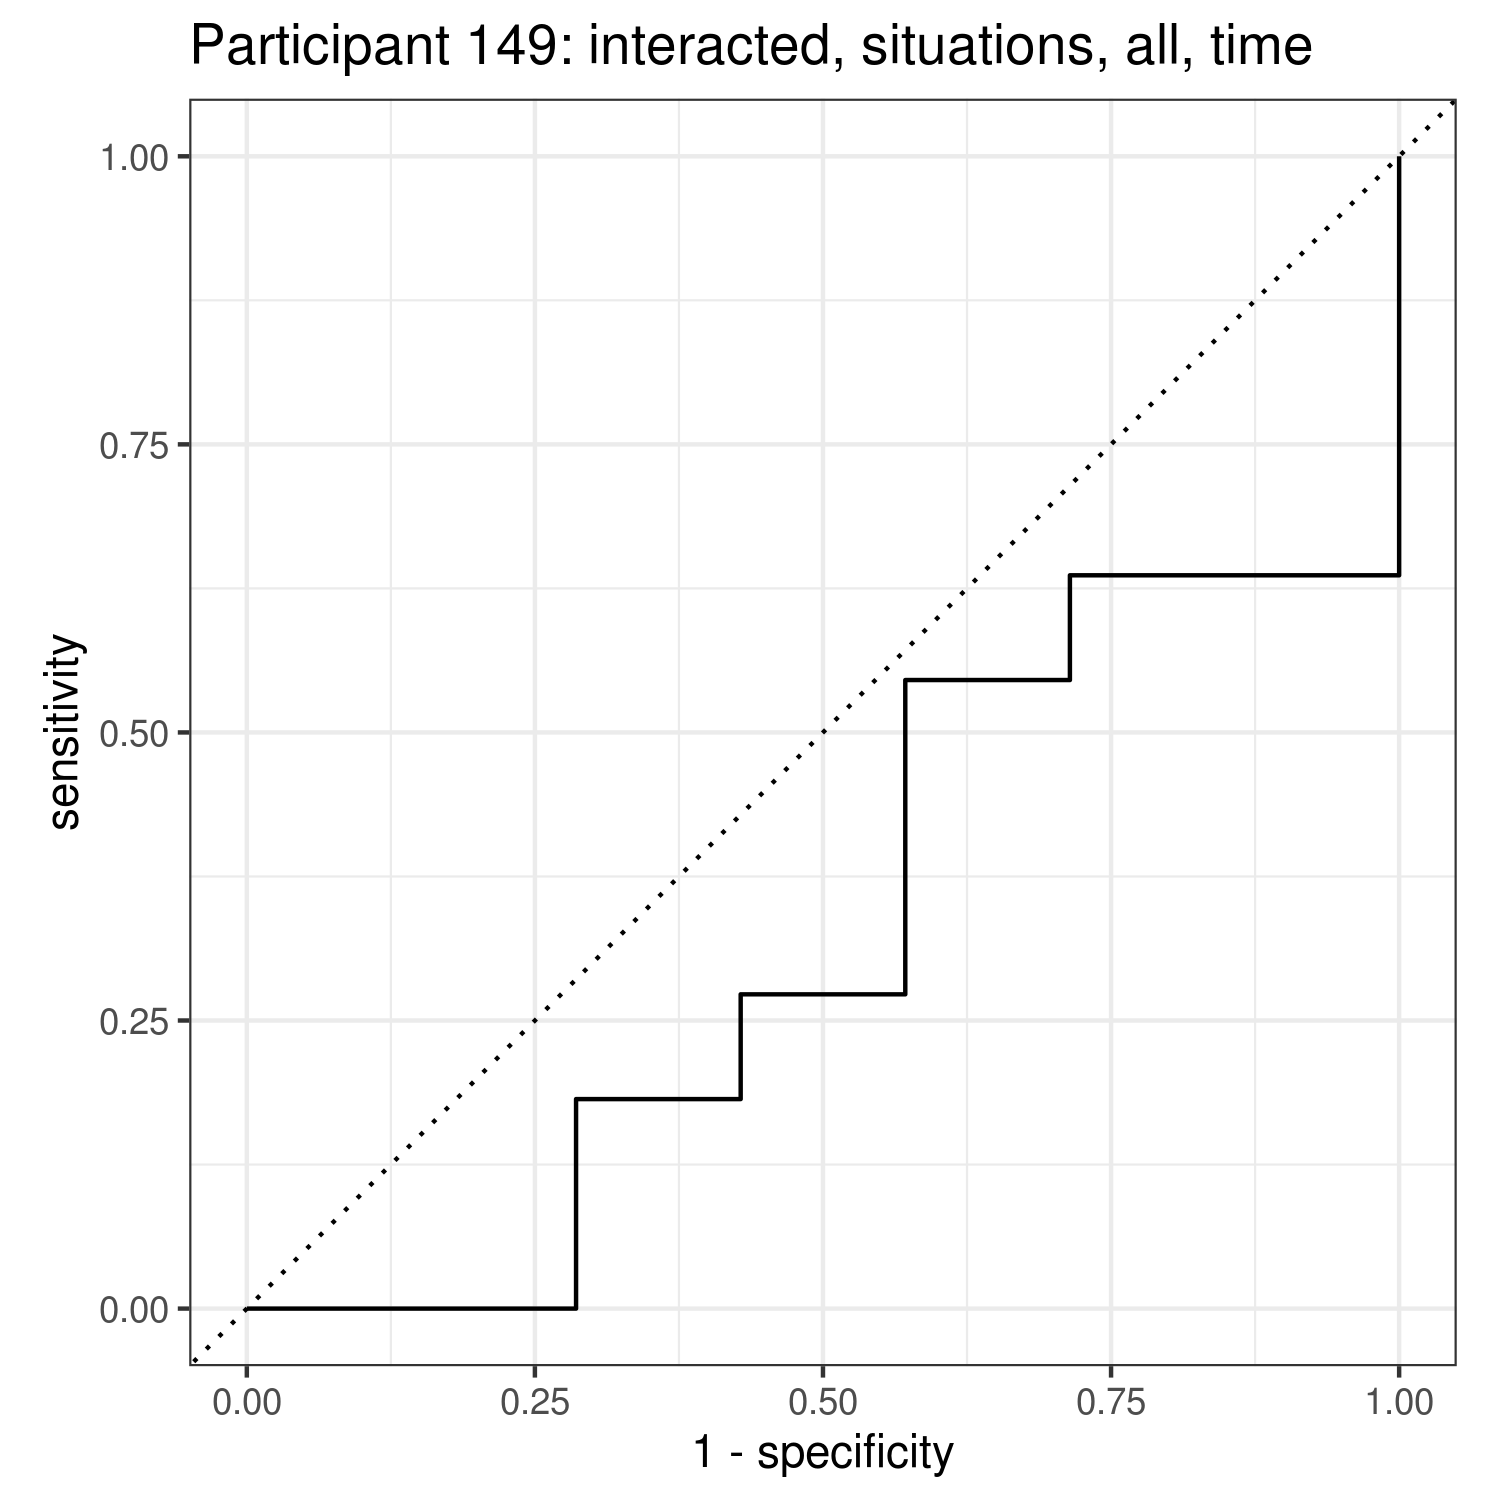 Participant 149: interacted, situations, all, time
1.00
0.75
0.50
0.25
0.00
sensitivity
0.00 0.25 0.50 0.75 1.00
1 - specificity